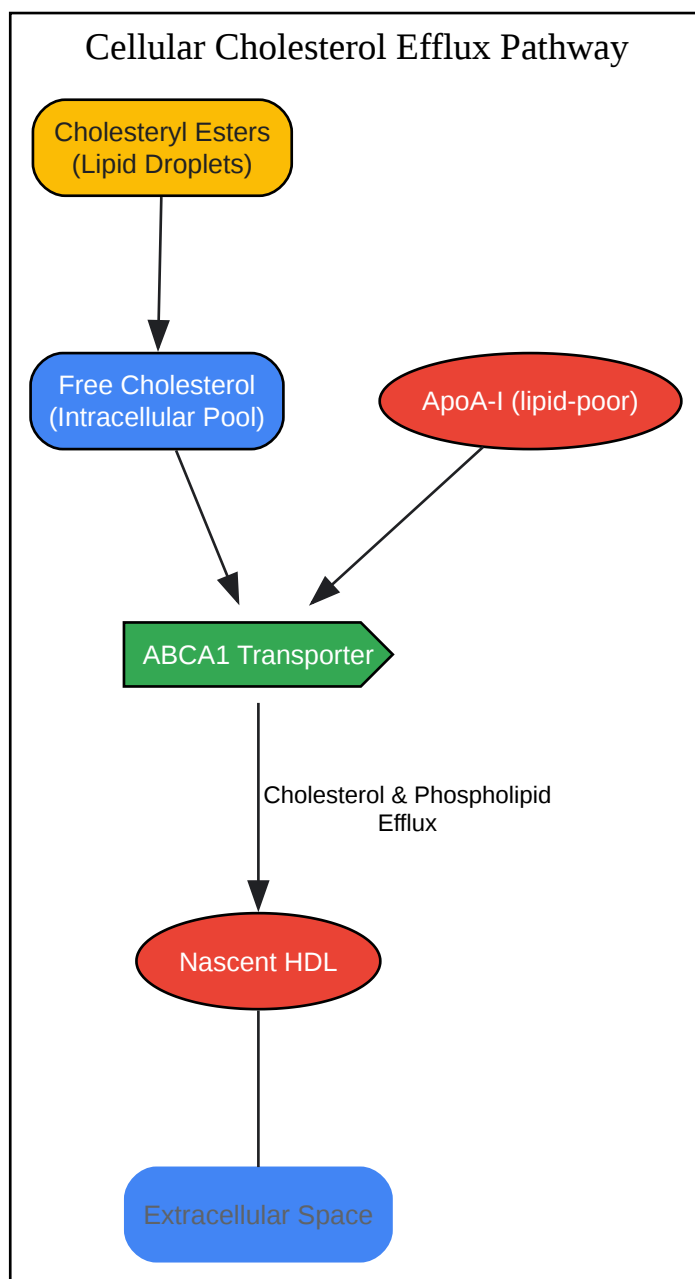 Cellular Cholesterol Efflux Pathway
Cholesteryl Esters
(Lipid Droplets)
Free Cholesterol
(Intracellular Pool)
ApoA-I (lipid-poor)
ABCA1 Transporter
Cholesterol & Phospholipid
Efflux
Nascent HDL
Extracellular Space